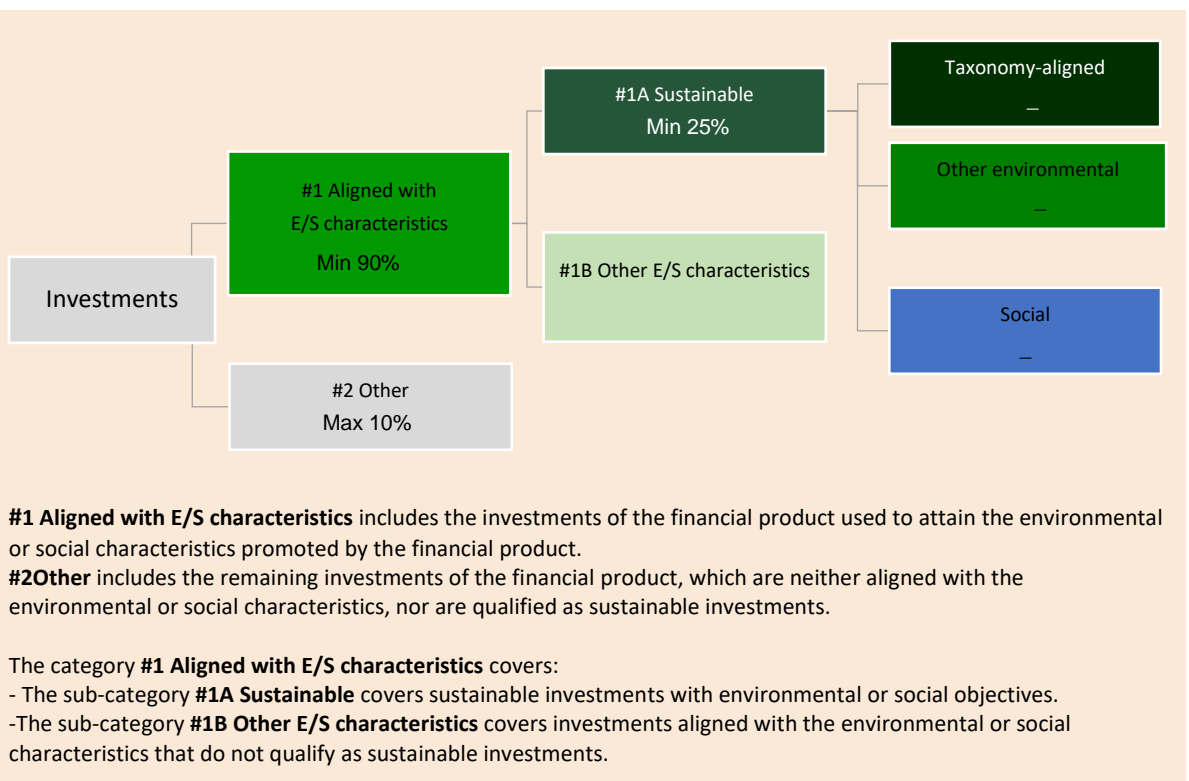 Investments
#1 Aligned with
E/S characteristics
Min 90%
#2 Other
Max 10%
#1A Sustainable
Min 25%
#1B Other E/S characteristics
Taxonomy-aligned
_
Other environmental
_
Social
_
#1 Aligned with E/S characteristics includes the investments of the financial product used to attain the environmental
or social characteristics promoted by the financial product.
#2Other includes the remaining investments of the financial product, which are neither aligned with the
environmental or social characteristics, nor are qualified as sustainable investments.
The category #1 Aligned with E/S characteristics covers:
- The sub-category #1A Sustainable covers sustainable investments with environmental or social objectives.
-The sub-category #1B Other E/S characteristics covers investments aligned with the environmental or social
characteristics that do not qualify as sustainable investments.